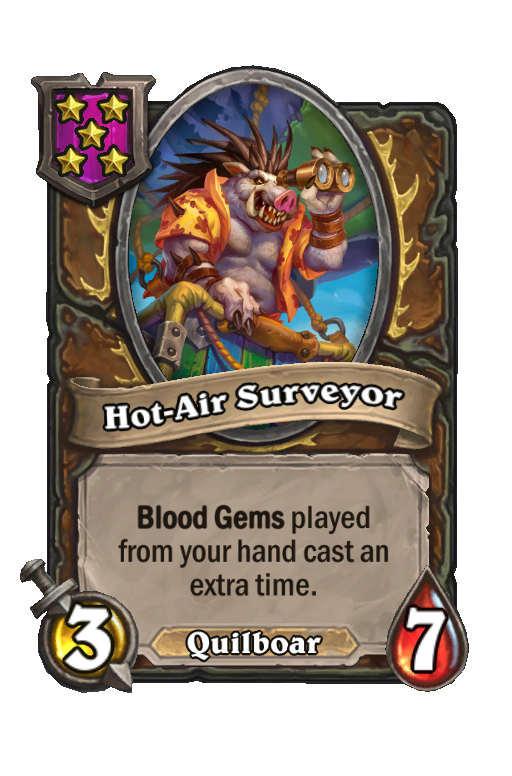 Hot-Air Surveyor
Blood Gems played
from your hand cast an
extra time.
3
Quilboar
7